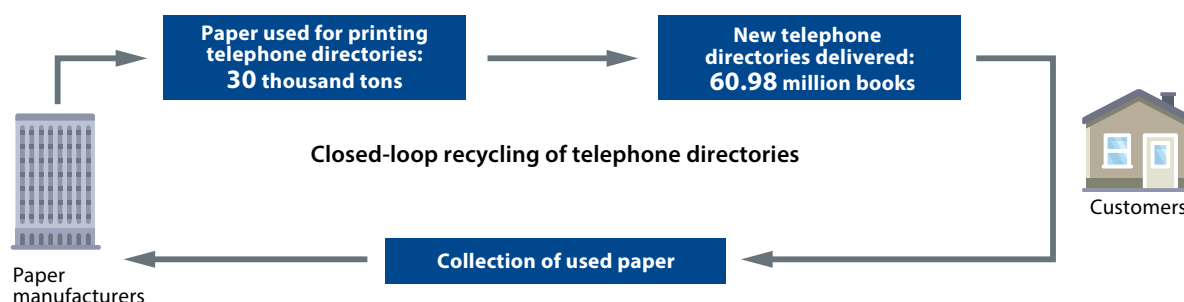 Paper used for printing
telephone directories:
30 thousand tons
New telephone
directories delivered:
60.98 million books
Closed-loop recycling of telephone directories
Customers
Collection of used paper
Paper
manufacturers